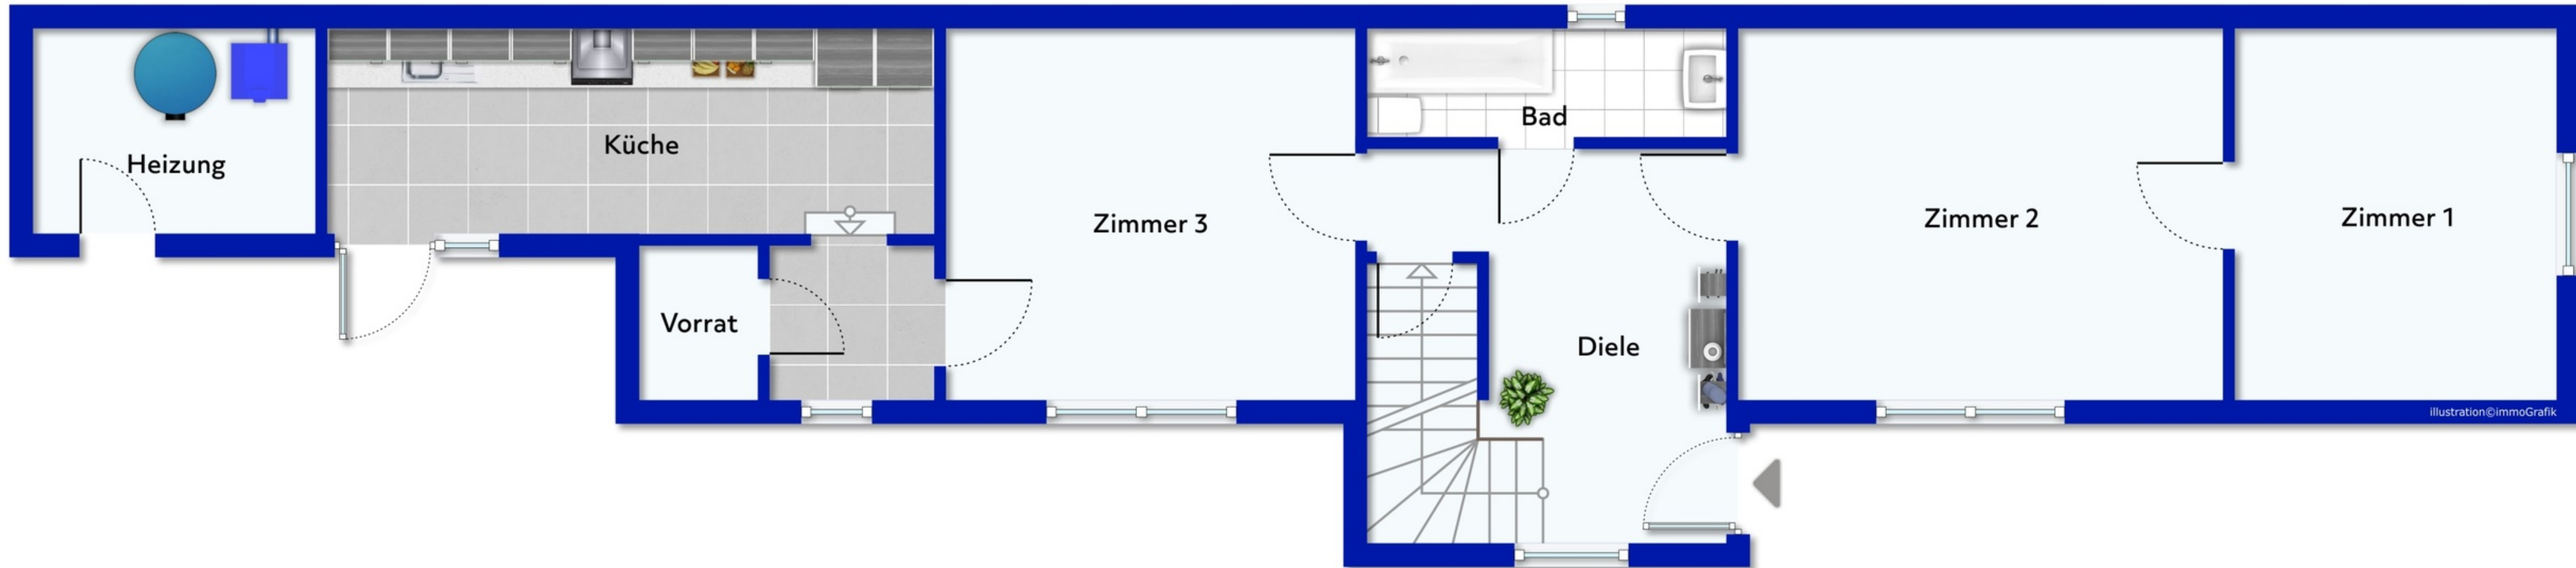 Heizung
Küche
Vorrat
Zimmer 3
Bad
Diele
Zimmer 2
Zimmer 1
illustration©immoGrafik